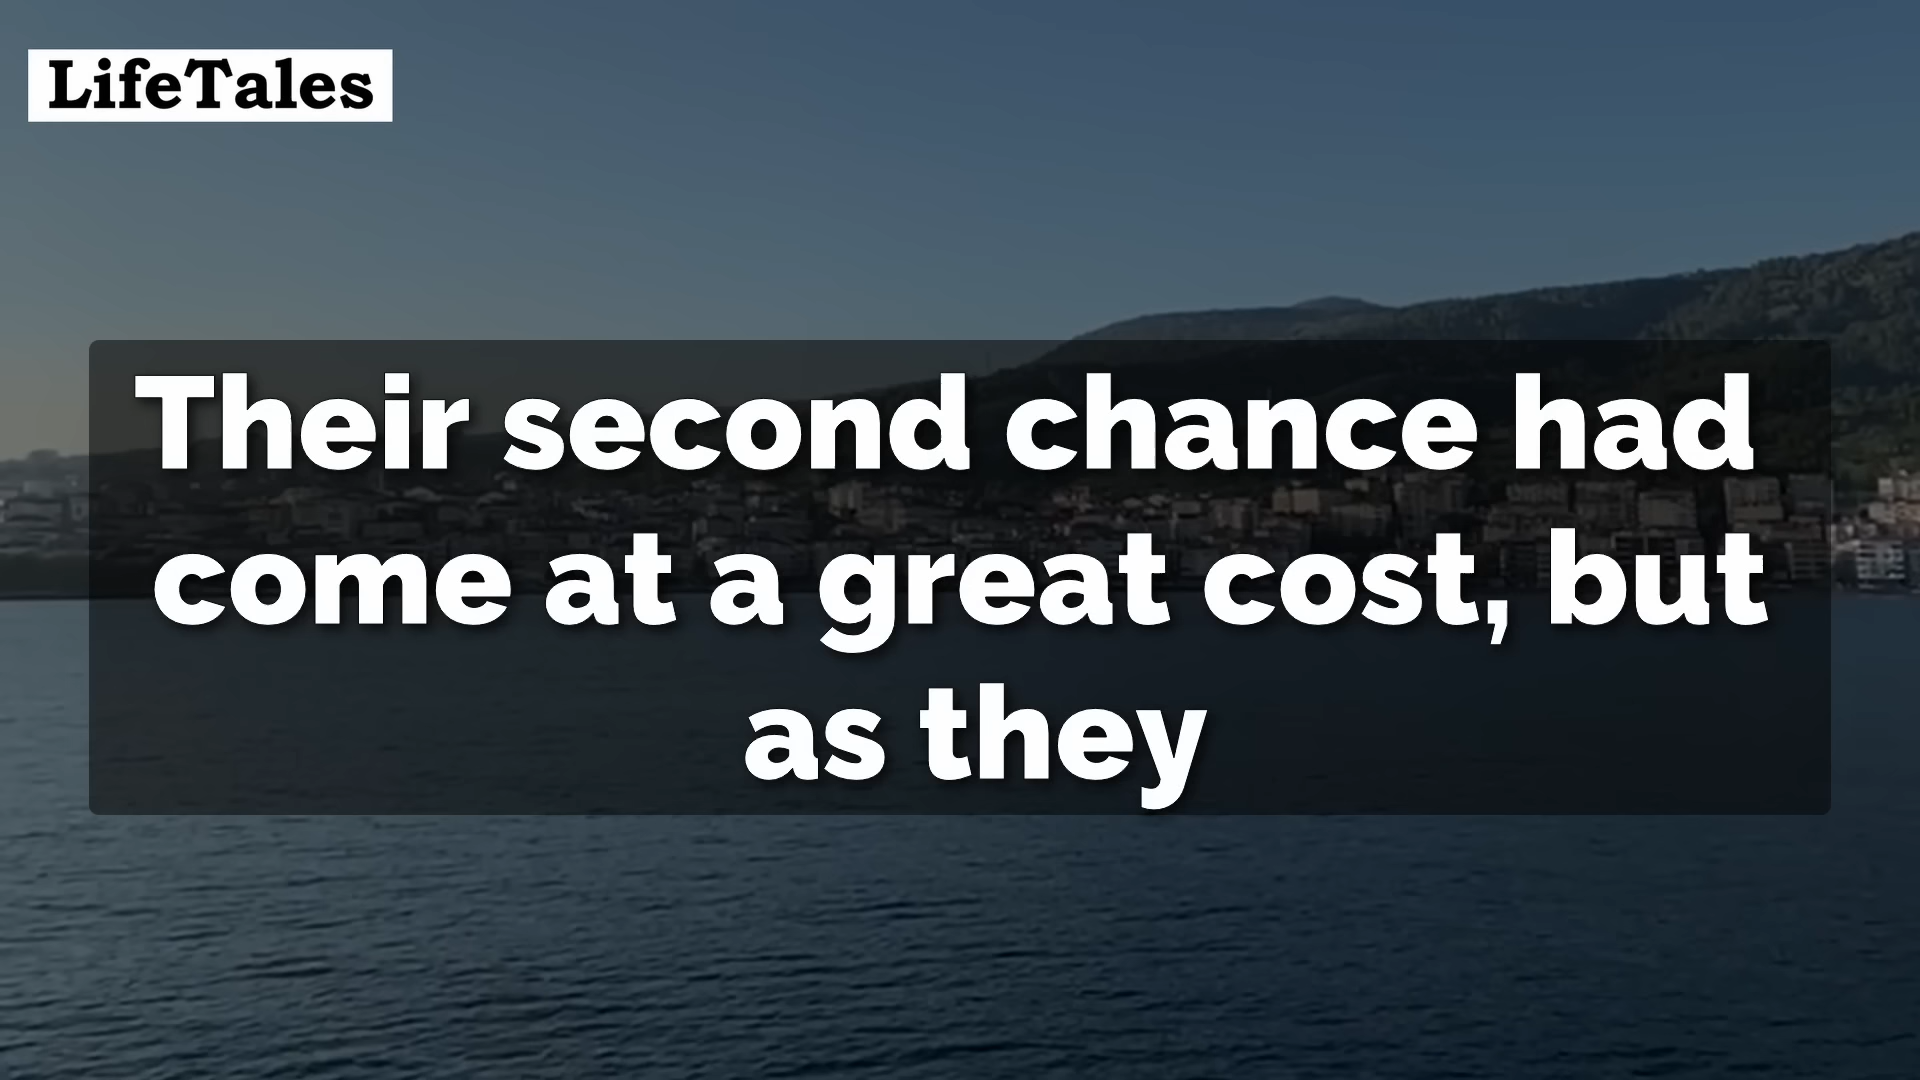 LifeTales
Their second chance had
come at a great cost, but
as they